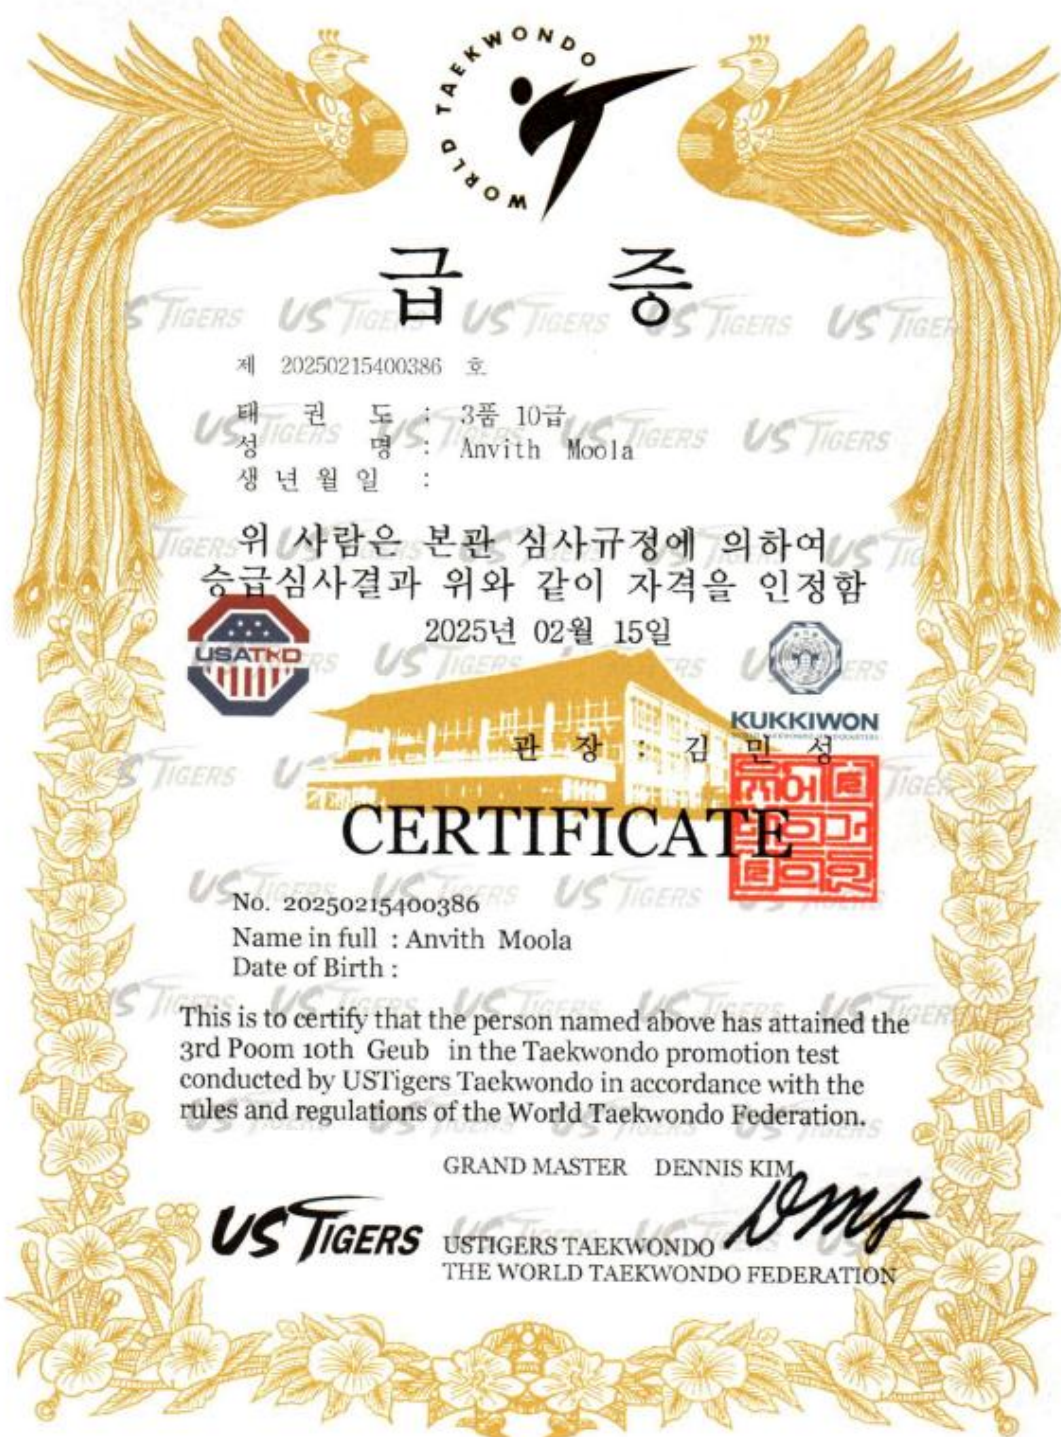 WORLD TAEKWONDO
급 증
제 20250215400386 호
태 권 도 : 3품 10급
성 명 : Anvith Moola
생 년 월 일 :
위 사람은 본관 심사규정에 의하여
승급심사결과 위와 같이 자격을 인정함
2025년 02월 15일
USATKD
KUKKIWON
WORLD TAEKWONDO HEADQUARTERS
관 장 : 김 민 성
CERTIFICATE
No. 20250215400386
Name in full : Anvith Moola
Date of Birth :
This is to certify that the person named above has attained the
3rd Poom 10th Geub in the Taekwondo promotion test
conducted by USTigers Taekwondo in accordance with the
rules and regulations of the World Taekwondo Federation.
GRAND MASTER DENNIS KIM
US TIGERS
USTIGERS TAEKWONDO
THE WORLD TAEKWONDO FEDERATION